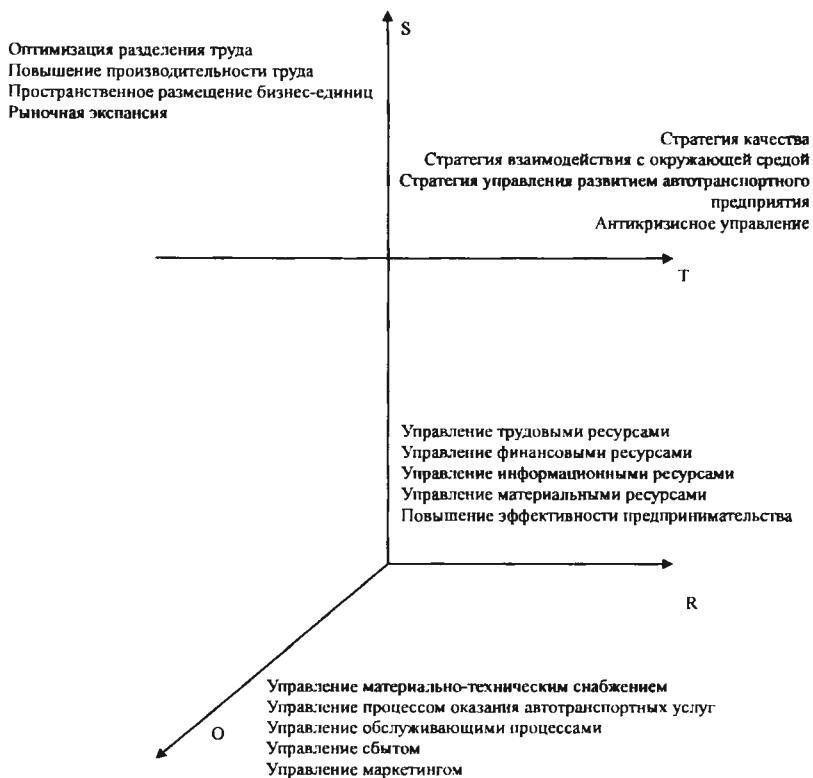 S
Оптимизация разделения труда
Повышение производительности труда
Пространственное размещение бизнес-единиц
Рыночная экспансия
Стратегия качества
Стратегия взаимодействия с окружающей средой
Стратегия управления развитием автотранспортного
предприятия
Антикризисное управление
T
Управление трудовыми ресурсами
Управление финансовыми ресурсами
Управление информационными ресурсами
Управление материальными ресурсами
Повышение эффективности предпринимательства
R
Управление материально-техническим снабжением
Управление процессом оказания автотранспортных услуг
O
Управление обслуживающими процессами
Управление сбытом
Управление маркетингом